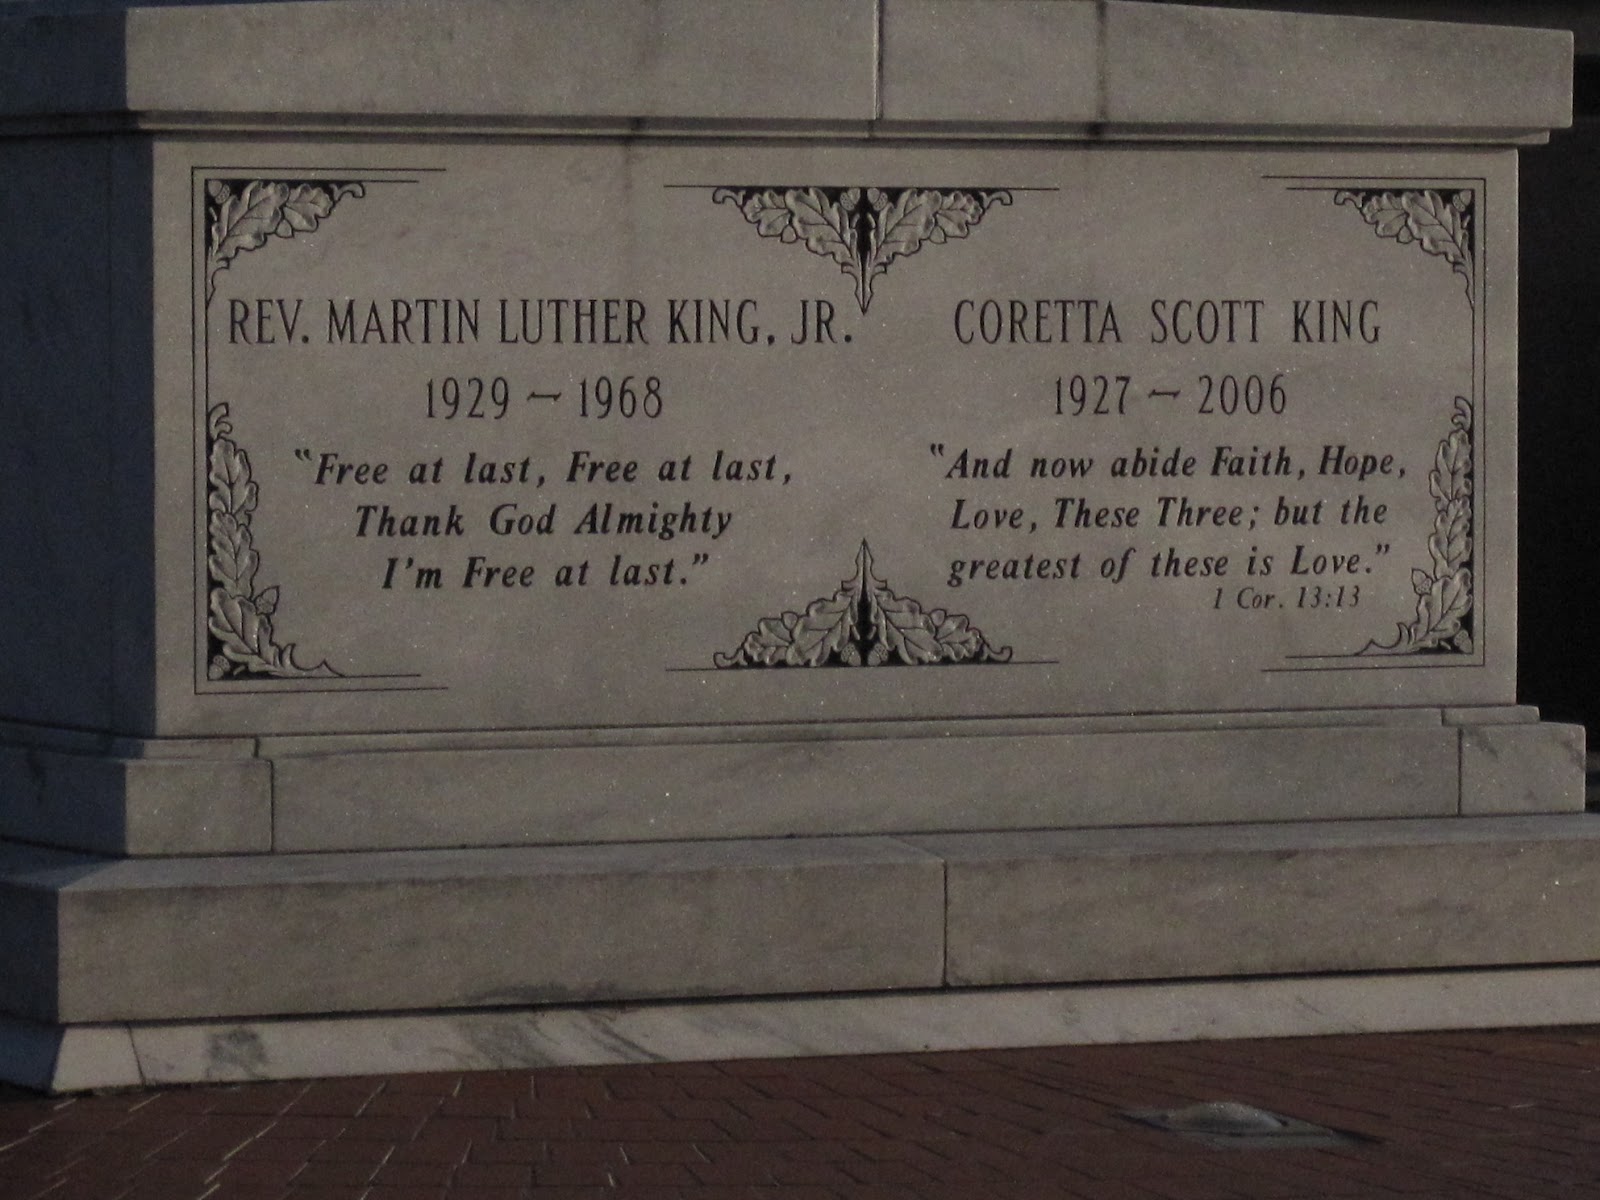 REV. MARTIN LUTHER KING, JR.
1929 ~ 1968
"Free at last, Free at last,
Thank God Almighty
I'm Free at last."
CORETTA SCOTT KING
1927 ~ 2006
"And now abide Faith, Hope,
Love, These Three; but the
greatest of these is Love."
1 Cor. 13:13